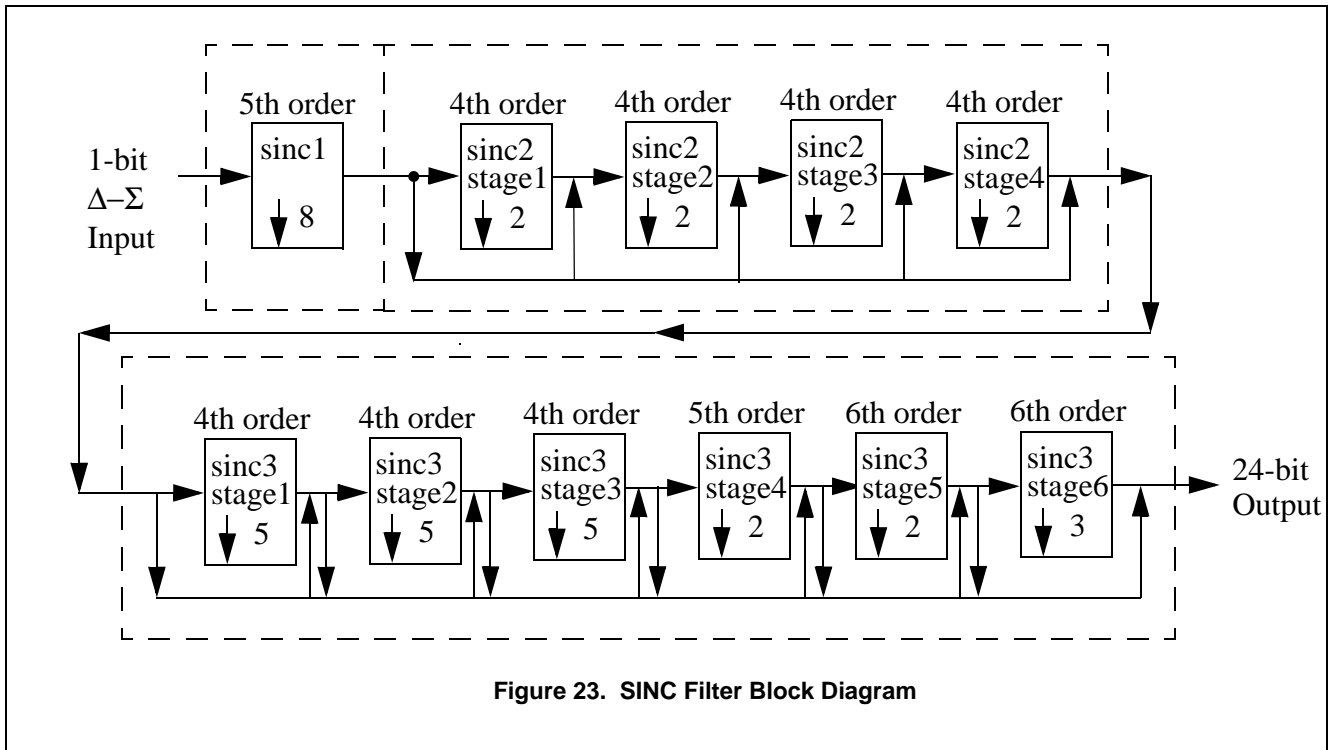 5th order
4th order
4th order
4th order
4th order
1-bit
Δ–Σ
Input
sinc1
8
sinc2
stage1
2
sinc2
stage2
2
sinc2
stage3
2
sinc2
stage4
2
4th order
4th order
4th order
5th order
6th order
6th order
sinc3
stage1
5
sinc3
stage2
5
sinc3
stage3
5
sinc3
stage4
2
sinc3
stage5
2
sinc3
stage6
3
24-bit
Output
Figure 23. SINC Filter Block Diagram